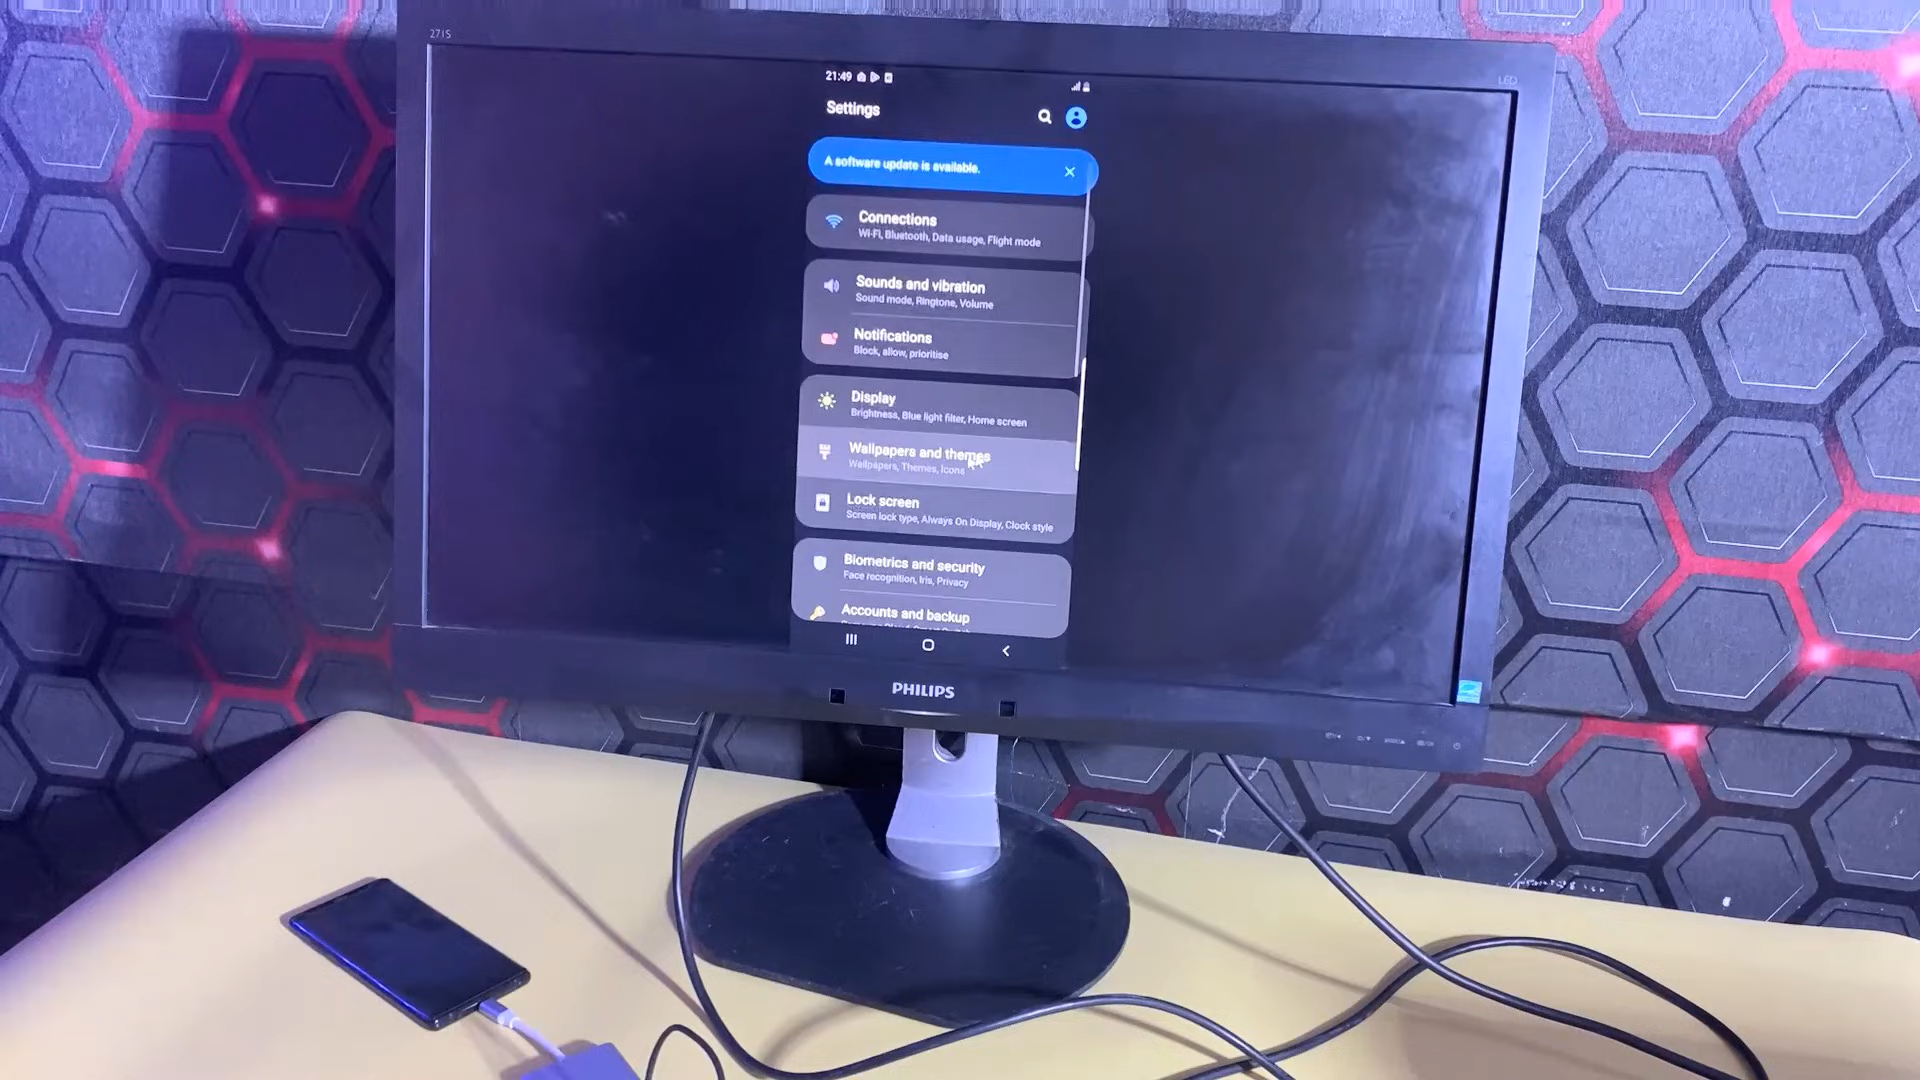 271S
LED
21:49
Settings
A software update is available.
Connections
Wi-Fi, Bluetooth, Data usage, Flight mode
Sounds and vibration
Sound mode, Ringtone, Volume
Notifications
Block, allow, prioritise
Display
Brightness, Blue light filter, Home screen
Wallpapers and themes
Wallpapers, Themes, Icons
Lock screen
Screen lock type, Always On Display, Clock style
Biometrics and security
Face recognition, Iris, Privacy
Accounts and backup
PHILIPS